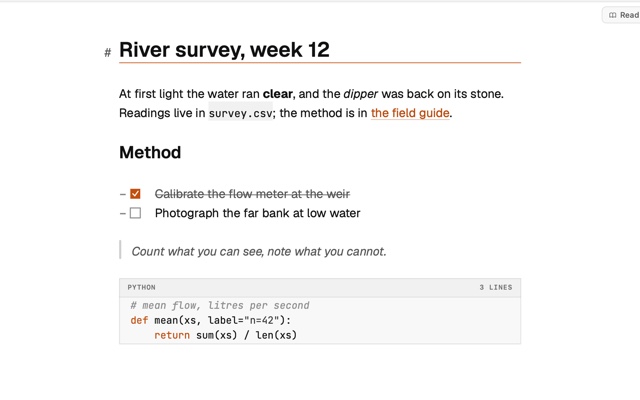 Read
# River survey, week 12
At first light the water ran clear, and the dipper was back on its stone.
Readings live in survey.csv; the method is in the field guide.
Method
– Calibrate the flow meter at the weir
– Photograph the far bank at low water
Count what you can see, note what you cannot.
PYTHON 3 LINES
# mean flow, litres per second
def mean(xs, label="n=42"):
    return sum(xs) / len(xs)